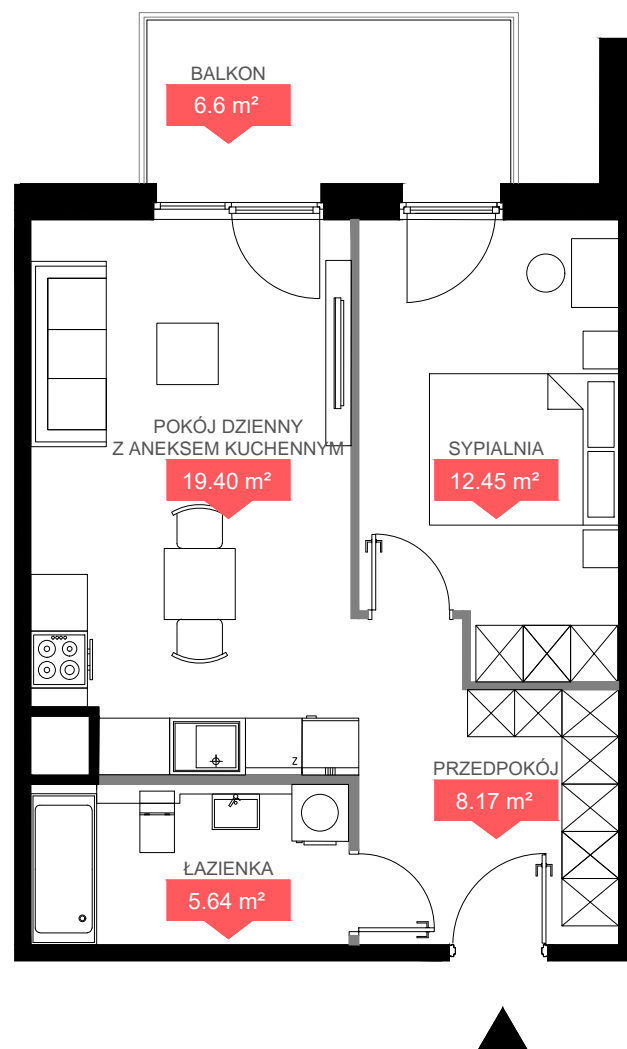 BALKON
6.6 m²
POKÓJ DZIENNY
Z ANEKSEM KUCHENNYM
19.40 m²
SYPIALNIA
12.45 m²
Z
PRZEDPOKÓJ
8.17 m²
ŁAZIENKA
5.64 m²